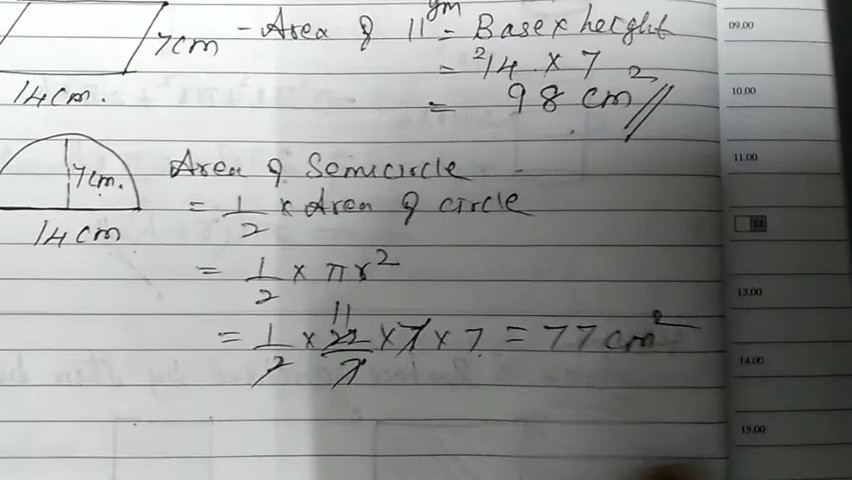 7cm - Area of ||gm = Base x height
= 14 x 7
14cm.
= 98 cm²//
7cm. Area of Semicircle -
= 1/2 x Area of circle
14cm
= 1/2 x πr²
11
= 1/2 x 22/7 x 7 x 7 = 77cm²
09.00
10.00
11.00
12
13.00
14.00
15.00